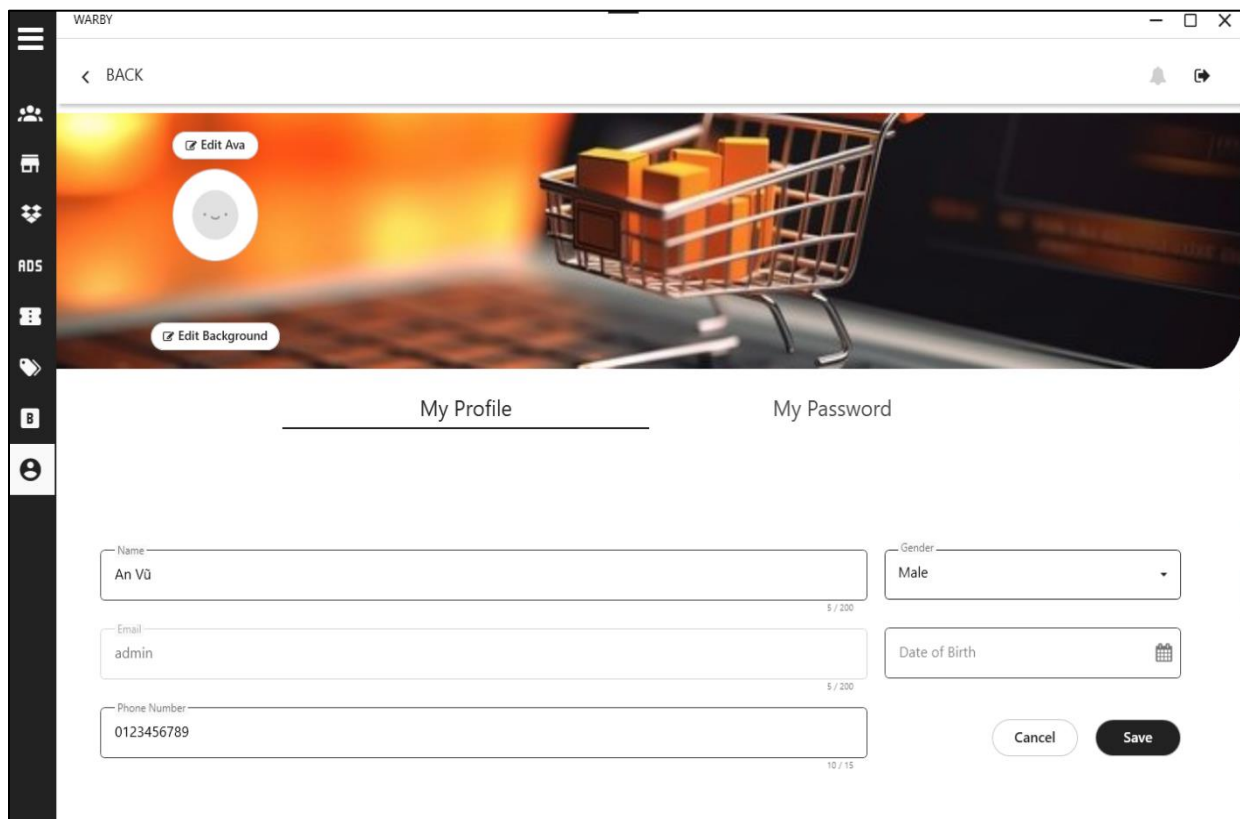 WARBY
BACK
Edit Ava
ADS
Edit Background
B
My Profile
My Password
Name
An Vũ
5 / 200
Gender
Male
Email
admin
5 / 200
Date of Birth
Phone Number
0123456789
10 / 15
Cancel
Save